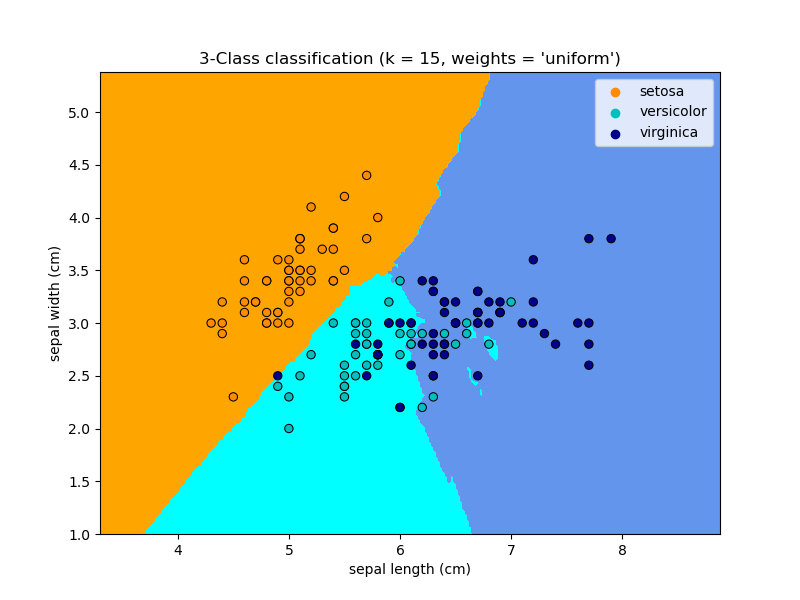 3-Class classification (k = 15, weights = 'uniform')
setosa
versicolor
virginica
sepal width (cm)
5.0
4.5
4.0
3.5
3.0
2.5
2.0
1.5
1.0
4 5 6 7 8
sepal length (cm)